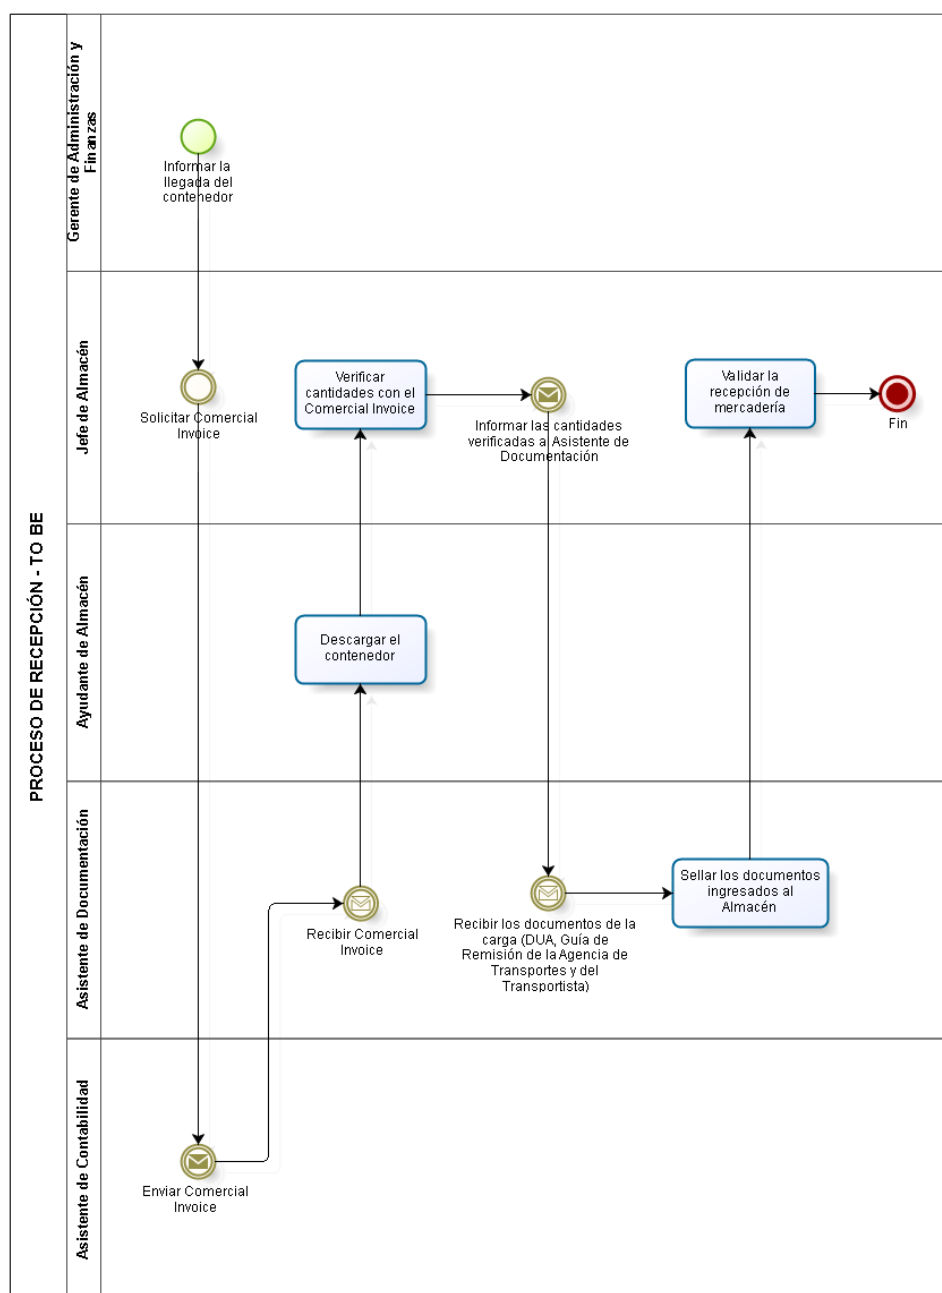 PROCESO DE RECEPCIÓN - TO BE
Gerente de Administración y
Finanzas
Informar la
llegada del
contenedor
Jefe de Almacén
Solicitar Comercial
Invoice
Verificar
cantidades con el
Comercial Invoice
Informar las cantidades
verificadas a Asistente de
Documentación
Validar la
recepción de
mercadería
Fin
Ayudante de Almacén
Descargar el
contenedor
Asistente de Documentación
Recibir Comercial
Invoice
Recibir los documentos de la
carga (DUA, Guía de
Remisión de la Agencia de
Transportes y del
Transportista)
Sellar los documentos
ingresados al
Almacén
Asistente de Contabilidad
Enviar Comercial
Invoice